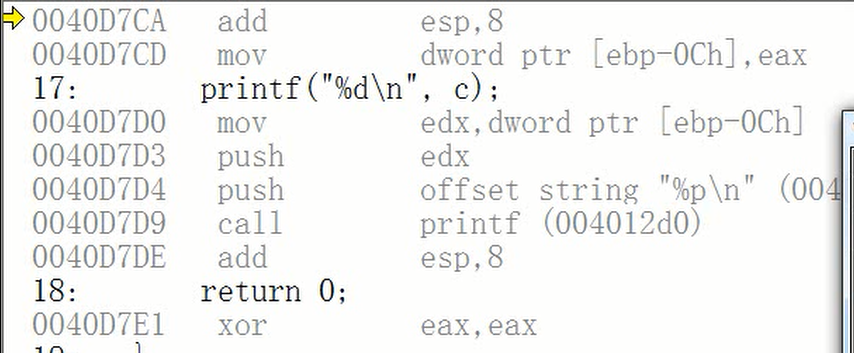 0040D7CA add esp,8
0040D7CD mov dword ptr [ebp-0Ch],eax
17: printf("%d\n", c);
0040D7D0 mov edx,dword ptr [ebp-0Ch]
0040D7D3 push edx
0040D7D4 push offset string "%p\n" (004
0040D7D9 call printf (004012d0)
0040D7DE add esp,8
18: return 0;
0040D7E1 xor eax,eax